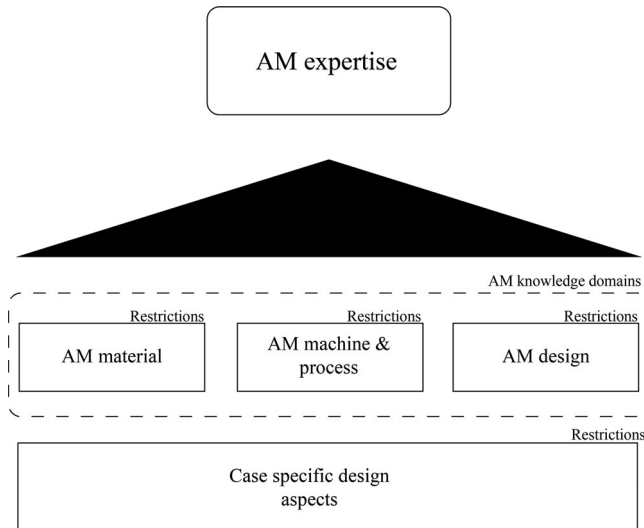 AM expertise
AM knowledge domains
Restrictions
Restrictions
Restrictions
AM material
AM machine &
process
AM design
Restrictions
Case specific design
aspects